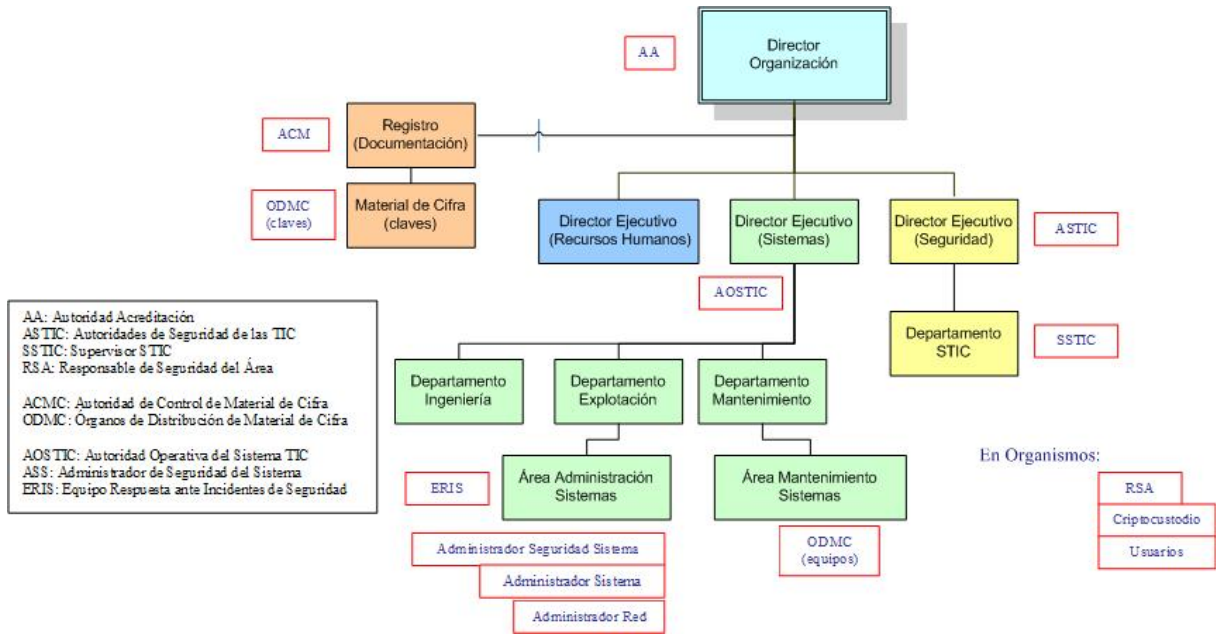 AA
Director
Organización
ACM
Registro
(Documentación)
ODMC
(claves)
Material de Cifra
(claves)
Director Ejecutivo
(Recursos Humanos)
Director Ejecutivo
(Sistemas)
Director Ejecutivo
(Seguridad)
ASTIC
AOSTIC
Departamento
STIC
SSTIC
AA: Autoridad Acreditación
ASTIC: Autoridades de Seguridad de las TIC
SSTIC: Supervisor STIC
RSA: Responsable de Seguridad del Área
ACMC: Autoridad de Control de Material de Cifra
ODMC: Órganos de Distribución de Material de Cifra
AOSTIC: Autoridad Operativa del Sistema TIC
ASS: Administrador de Seguridad del Sistema
ERIS: Equipo Respuesta ante Incidentes de Seguridad
Departamento
Ingeniería
Departamento
Explotación
Departamento
Mantenimiento
ERIS
Área Administración
Sistemas
Área Mantenimiento
Sistemas
Administrador Seguridad Sistema
Administrador Sistema
Administrador Red
ODMC
(equipos)
En Organismos:
RSA
Criptocustodio
Usuarios